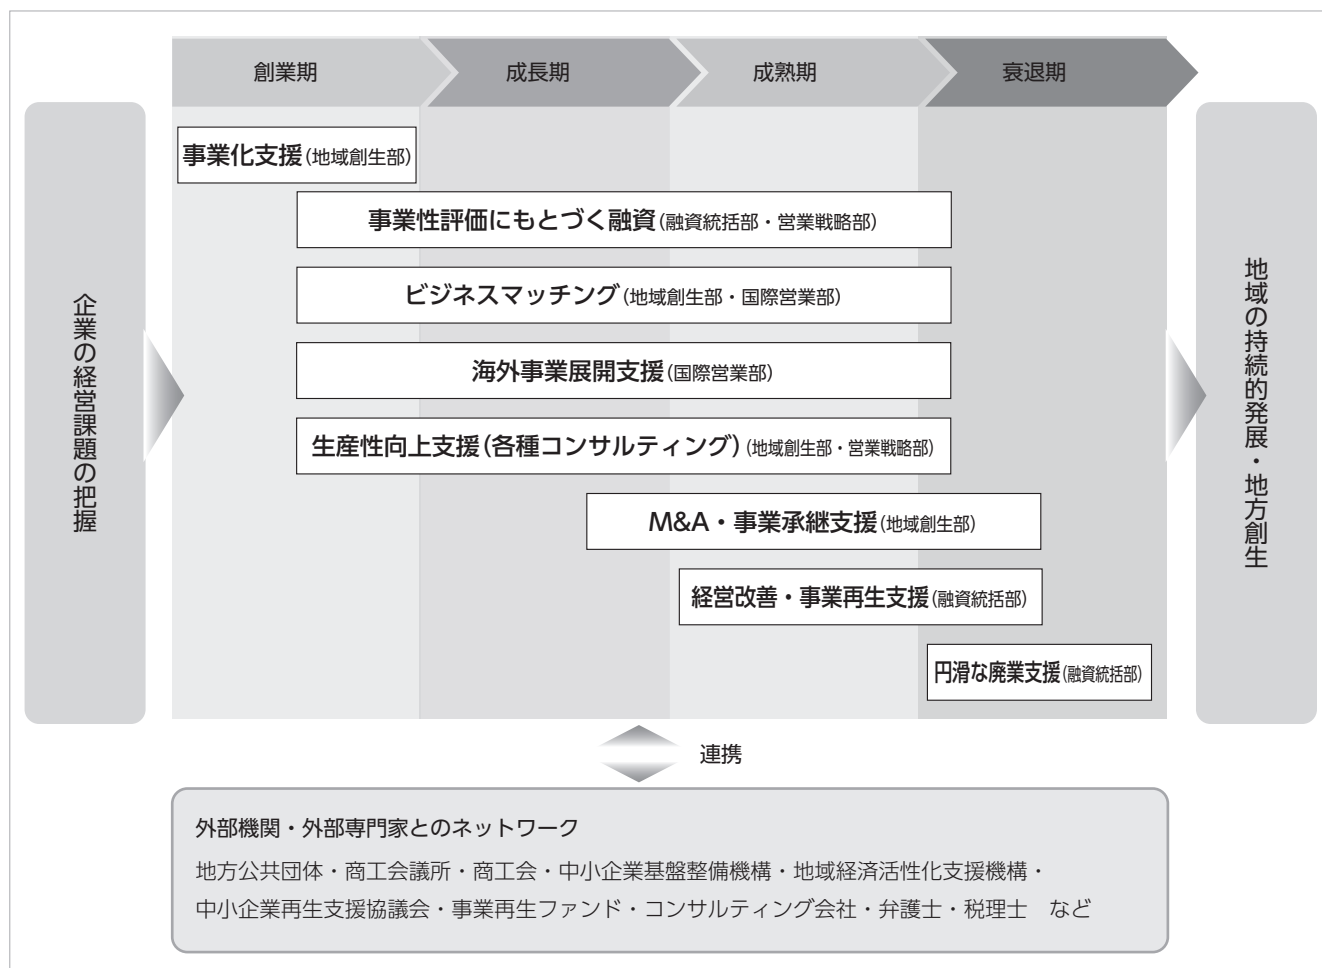 創業期
成長期
成熟期
衰退期
企業の経営課題の把握
事業化支援(地域創生部)
事業性評価にもとづく融資(融資統括部・営業戦略部)
ビジネスマッチング(地域創生部・国際営業部)
海外事業展開支援(国際営業部)
生産性向上支援(各種コンサルティング)(地域創生部・営業戦略部)
M&A・事業承継支援(地域創生部)
経営改善・事業再生支援(融資統括部)
円滑な廃業支援(融資統括部)
地域の持続的発展・地方創生
連携
外部機関・外部専門家とのネットワーク
地方公共団体・商工会議所・商工会・中小企業基盤整備機構・地域経済活性化支援機構・
中小企業再生支援協議会・事業再生ファンド・コンサルティング会社・弁護士・税理士　など